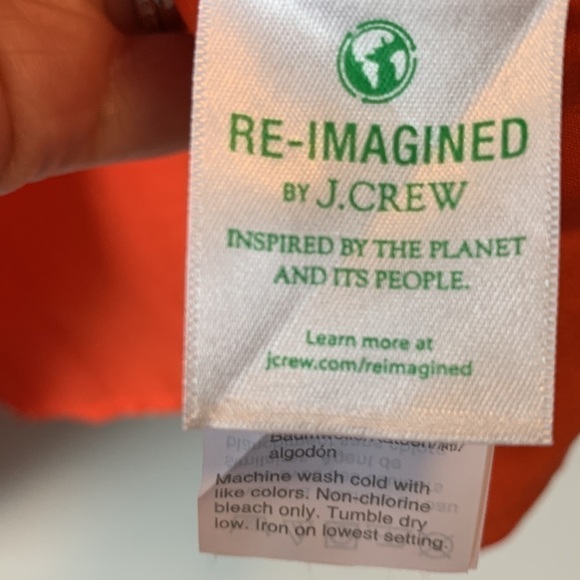 RE-IMAGINED
BY J.CREW
INSPIRED BY THE PLANET
AND ITS PEOPLE.
Learn more at
jcrew.com/reimagined
algodón
Machine wash cold with
like colors. Non-chlorine
bleach only. Tumble dry
low. Iron on lowest setting.